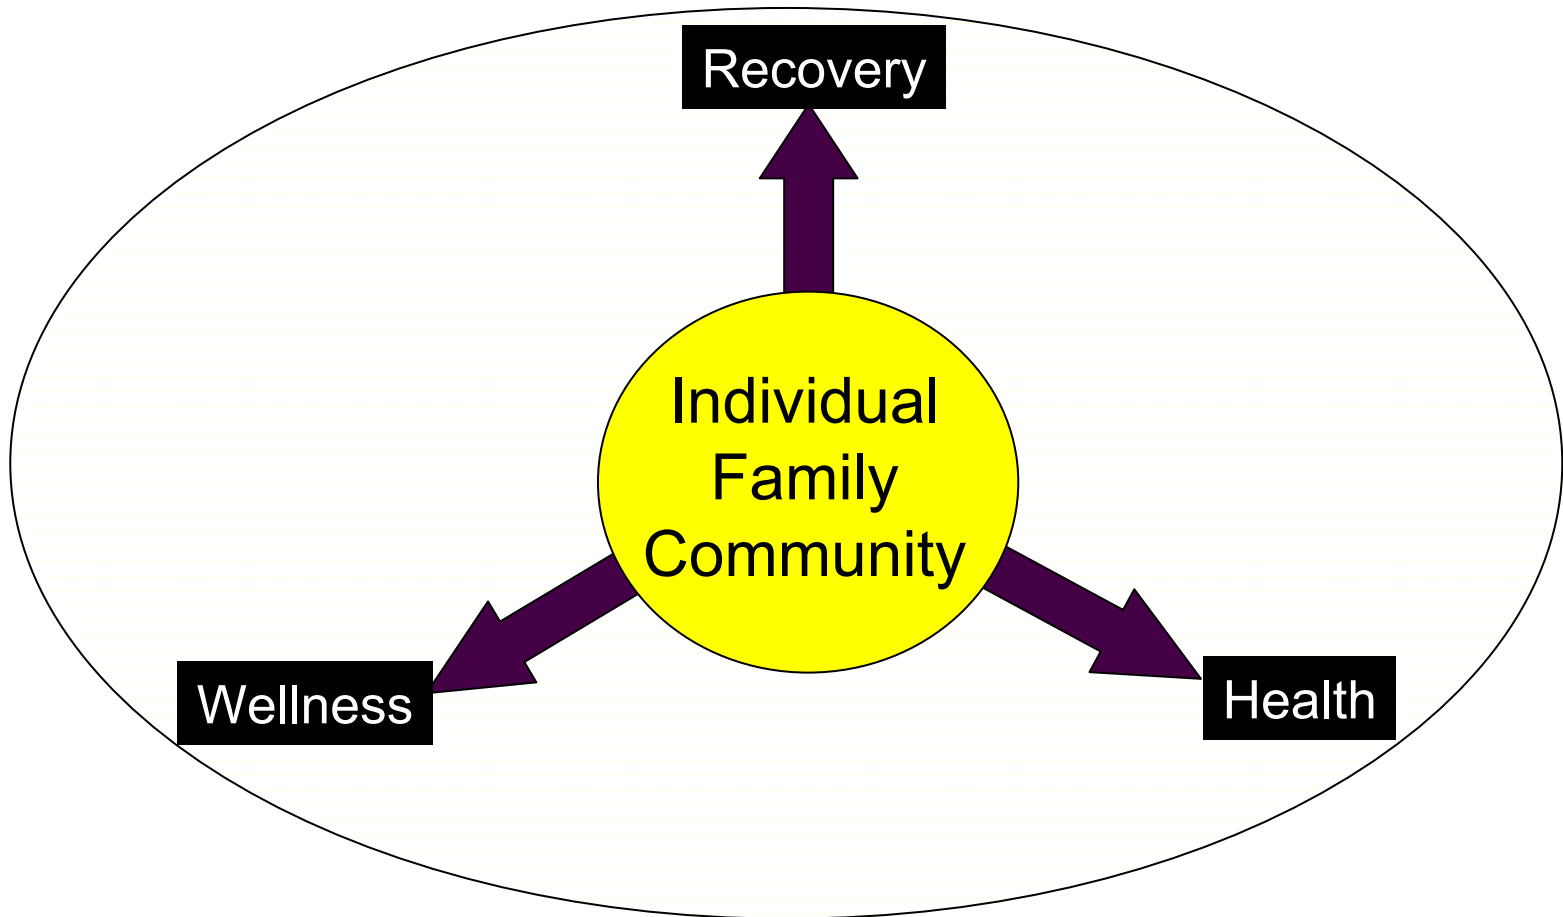 Recovery
Individual
Family
Community
Wellness
Health